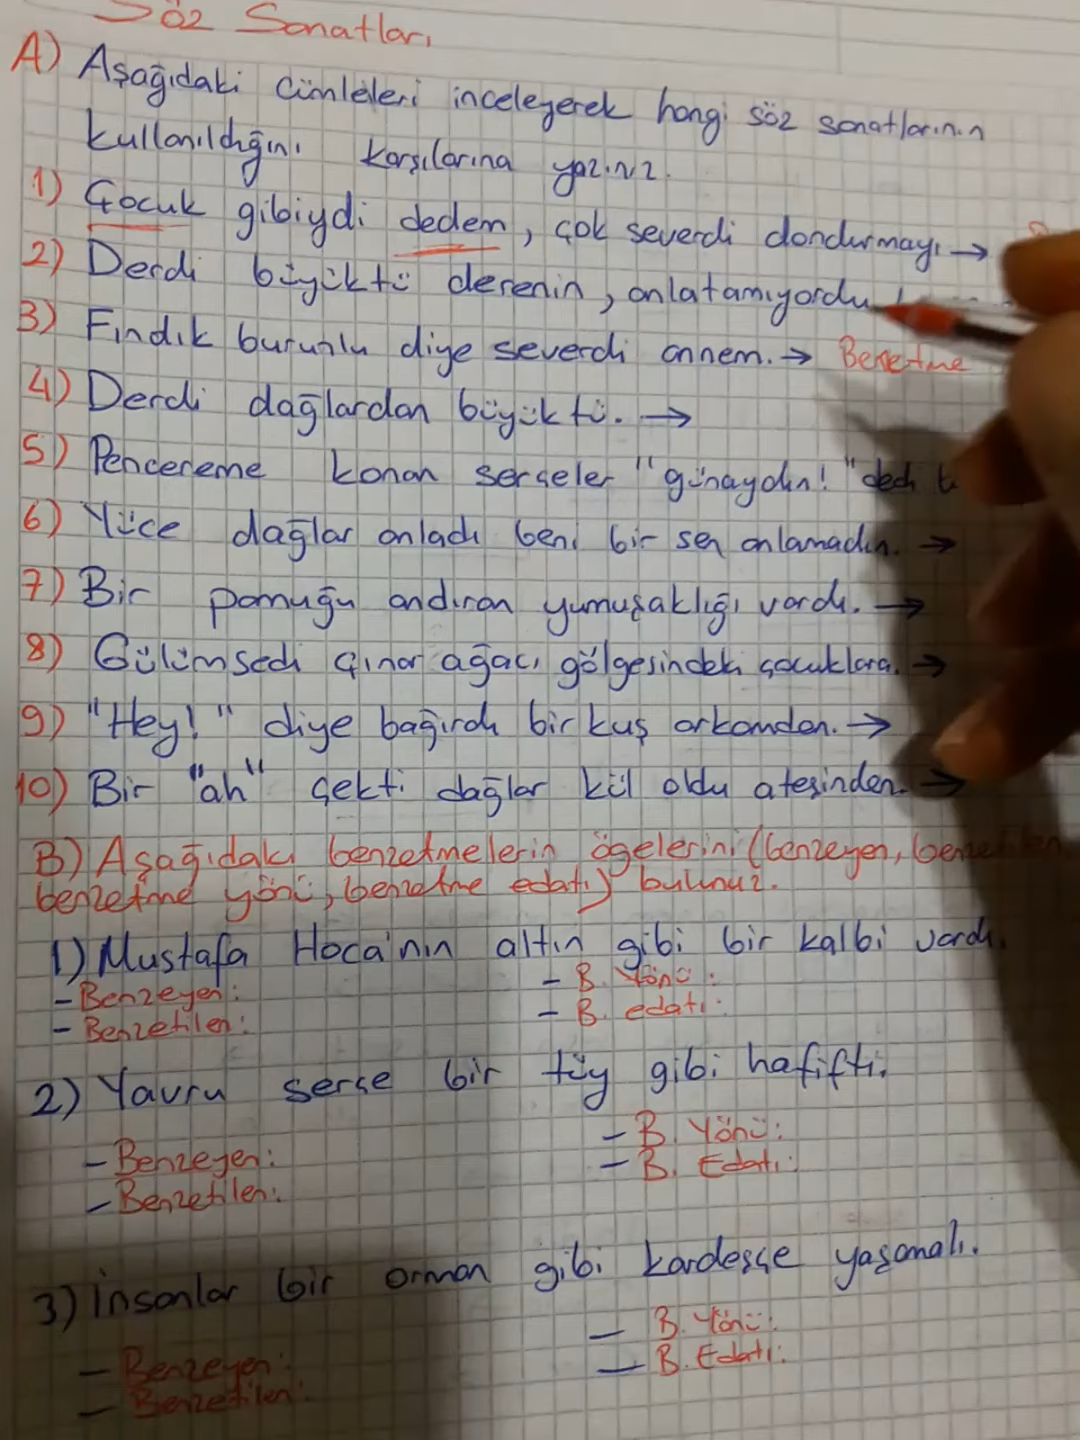 Söz Sanatları
A) Aşağıdaki cümleleri inceleyerek hangi söz sanatlarının
kullanıldığını karşılarına yazınız.
1) Çocuk gibiydi dedem, çok severdi dondurmayı →
2) Derdi büyüktü derenin, anlatamıyordu
3) Fındık burunlu diye severdi annem. → Benzetme
4) Derdi dağlardan büyüktü. →
5) Pencereme konan serçeler "günaydın!" dedi
6) Yüce dağlar anladı beni bir sen anlamadın. →
7) Bir pamuğu andıran yumuşaklığı vardı. →
8) Gülümsedi çınar ağacı gölgesindeki çocuklara. →
9) "Hey!" diye bağırdı bir kuş arkamdan. →
10) Bir "ah" çekti dağlar kül oldu ateşinden. →
B) Aşağıdaki benzetmelerin ögelerini (benzeyen, benzetilen,
benzetme yönü, benzetme edatı) bulunuz.
1) Mustafa Hoca'nın altın gibi bir kalbi vardı.
- Benzeyen: - B. Yönü:
- Benzetilen: - B. edatı:
2) Yavru serçe bir tüy gibi hafifti.
- Benzeyen: - B. Yönü:
- Benzetilen: - B. Edatı:
3) İnsanlar bir orman gibi kardeşçe yaşamalı.
- Benzeyen: - B. Yönü:
- Benzetilen: - B. Edatı: